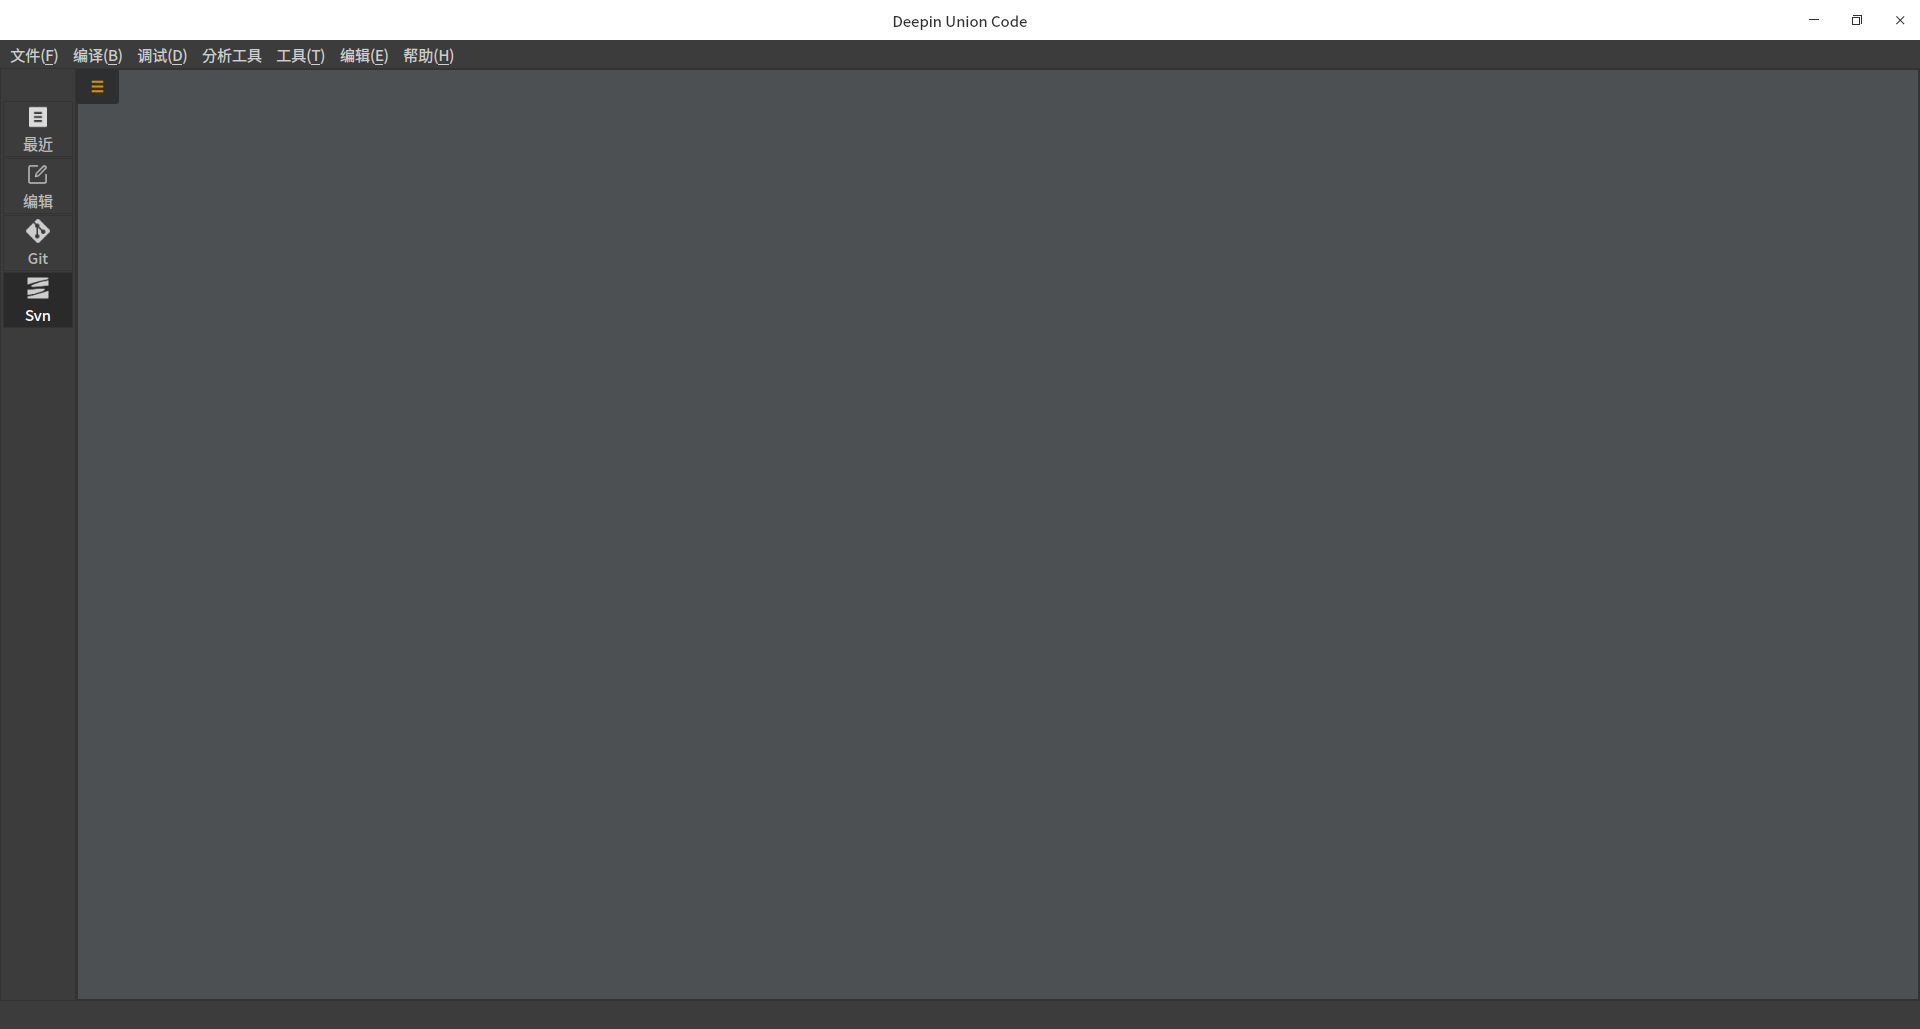 Deepin Union Code
文件(F) 编译(B) 调试(D) 分析工具 工具(T) 编辑(E) 帮助(H)
最近
编辑
Git
Svn